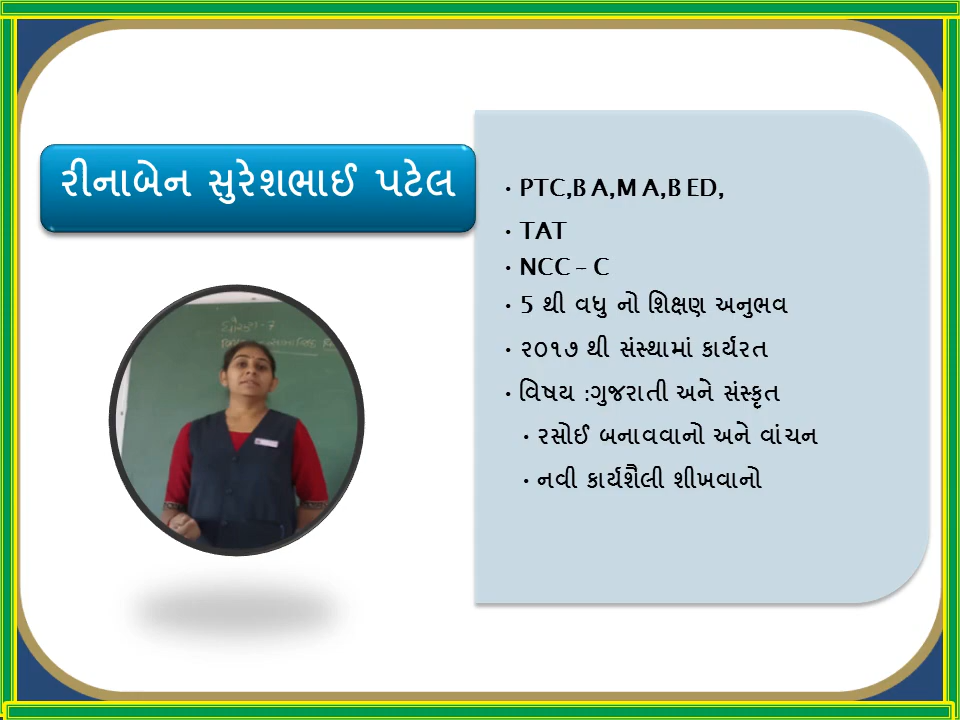 રીનાબેન સુરેશભાઈ પટેલ
• PTC,B A,M A,B ED,
• TAT
• NCC – C
• 5 થી વધુ નો શિક્ષણ અનુભવ
• ૨૦૧૭ થી સંસ્થામાં કાર્યરત
• વિષય :ગુજરાતી અને સંસ્કૃત
• રસોઈ બનાવવાનો અને વાંચન
• નવી કાર્યશૈલી શીખવાનો